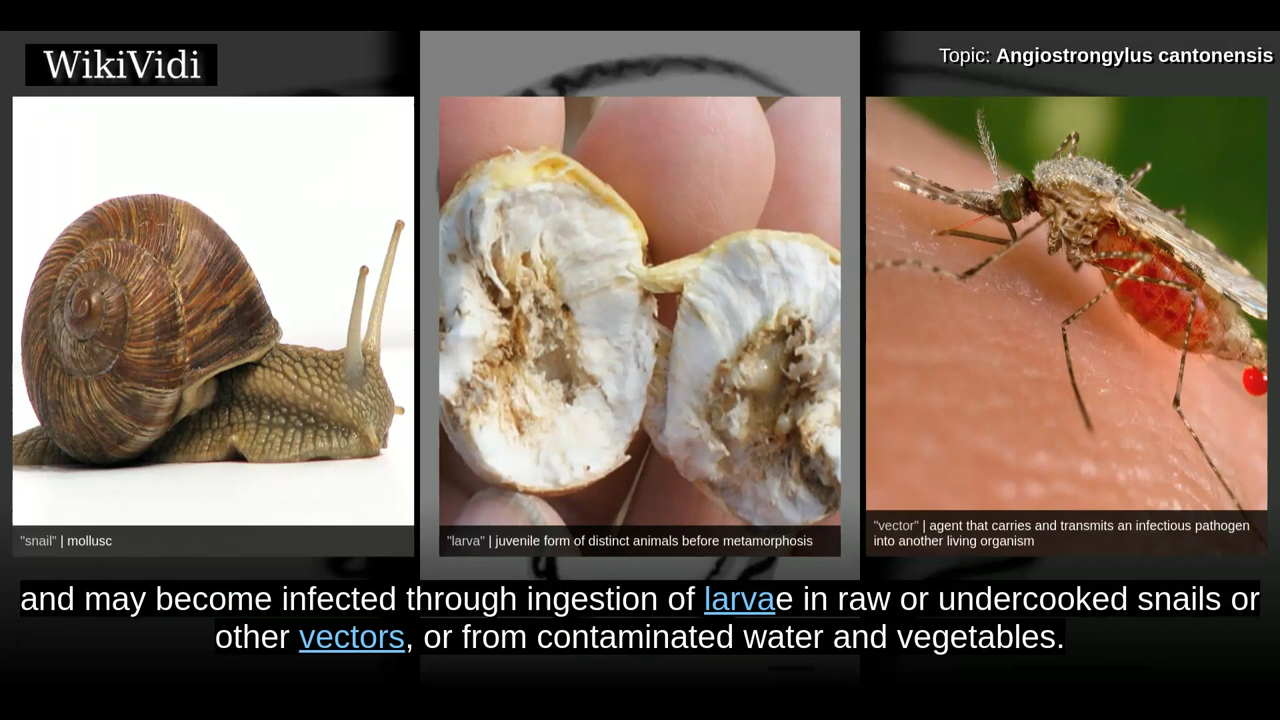 WikiVidi
Topic: Angiostrongylus cantonensis
"snail" | mollusc
"larva" | juvenile form of distinct animals before metamorphosis
"vector" | agent that carries and transmits an infectious pathogen
into another living organism
and may become infected through ingestion of larvae in raw or undercooked snails or
other vectors, or from contaminated water and vegetables.